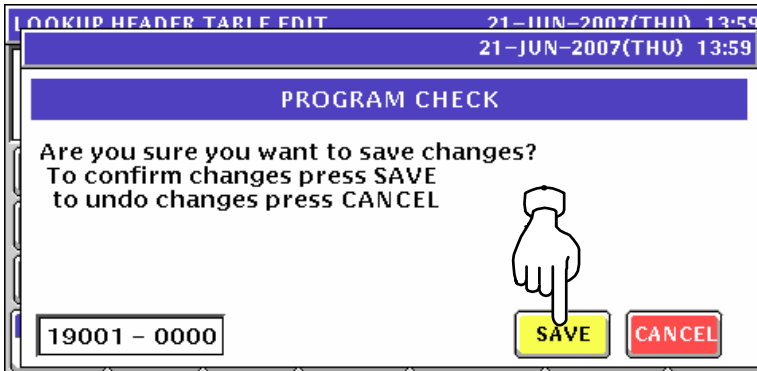 LOOKUP HEADER TABLE EDIT 21-JUN-2007(THU) 13:59
21-JUN-2007(THU) 13:59
PROGRAM CHECK
Are you sure you want to save changes?
To confirm changes press SAVE
to undo changes press CANCEL
19001 - 0000 SAVE CANCEL